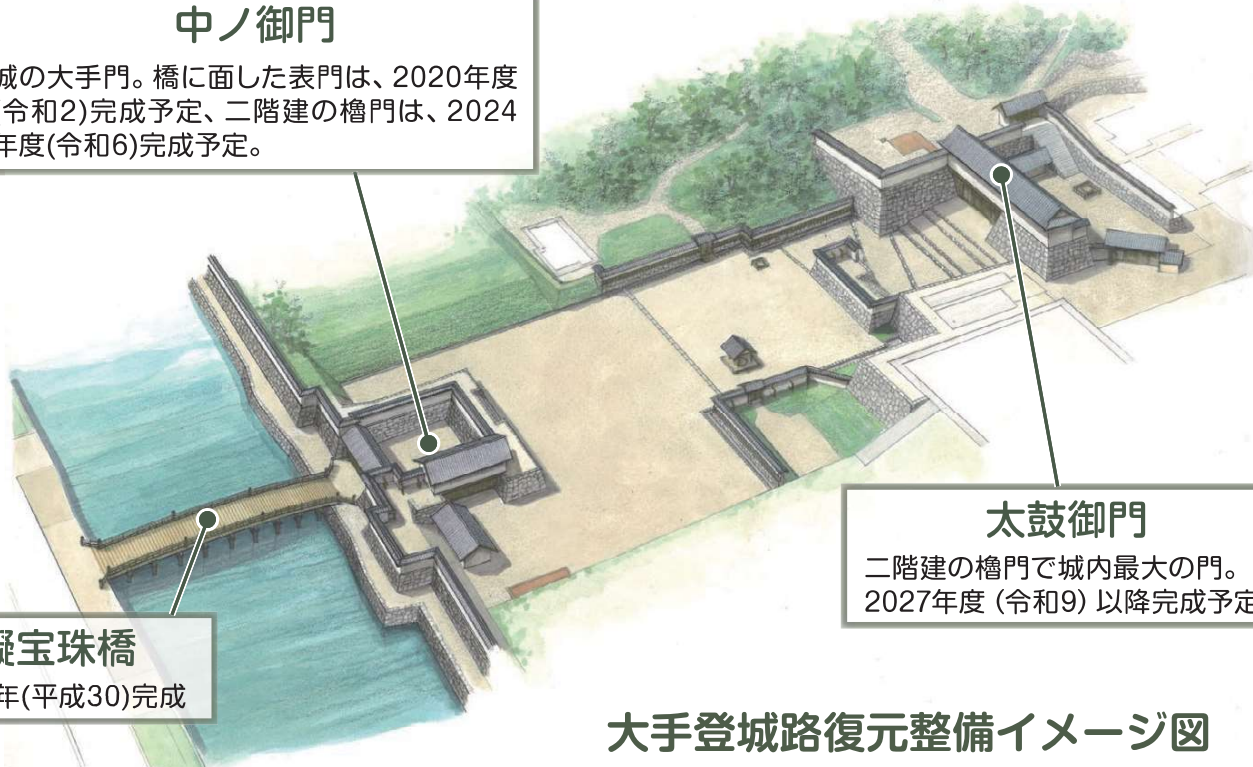 中ノ御門
城の大手門。橋に面した表門は、2020年度
令和2)完成予定、二階建の櫓門は、2024
年度(令和6)完成予定。
太鼓御門
二階建の櫓門で城内最大の門。
2027年度（令和9）以降完成予定
擬宝珠橋
年(平成30)完成
大手登城路復元整備イメージ図